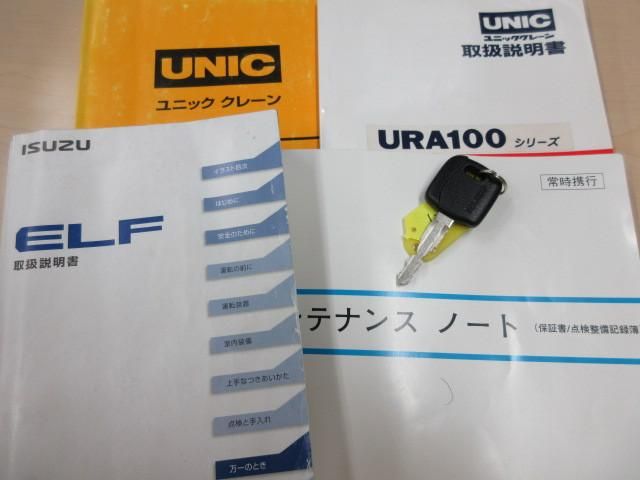 UNIC
ユニック クレーン
UNIC
ユニッククレーン
取扱説明書
URA100 シリーズ
ISUZU
ELF
取扱説明書
イラスト目次
はじめに
安全のために
運転の前に
運転装置
室内装備
上手なつきあいかた
点検と手入れ
万一のとき
常時携行
ンテナンス ノート (保証書/点検整備記録簿